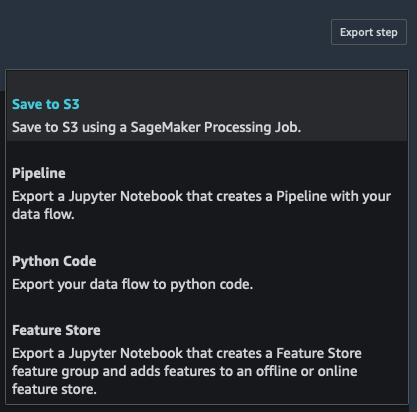 Export step
Save to S3
Save to S3 using a SageMaker Processing Job.
Pipeline
Export a Jupyter Notebook that creates a Pipeline with your
data flow.
Python Code
Export your data flow to python code.
Feature Store
Export a Jupyter Notebook that creates a Feature Store
feature group and adds features to an offline or online
feature store.